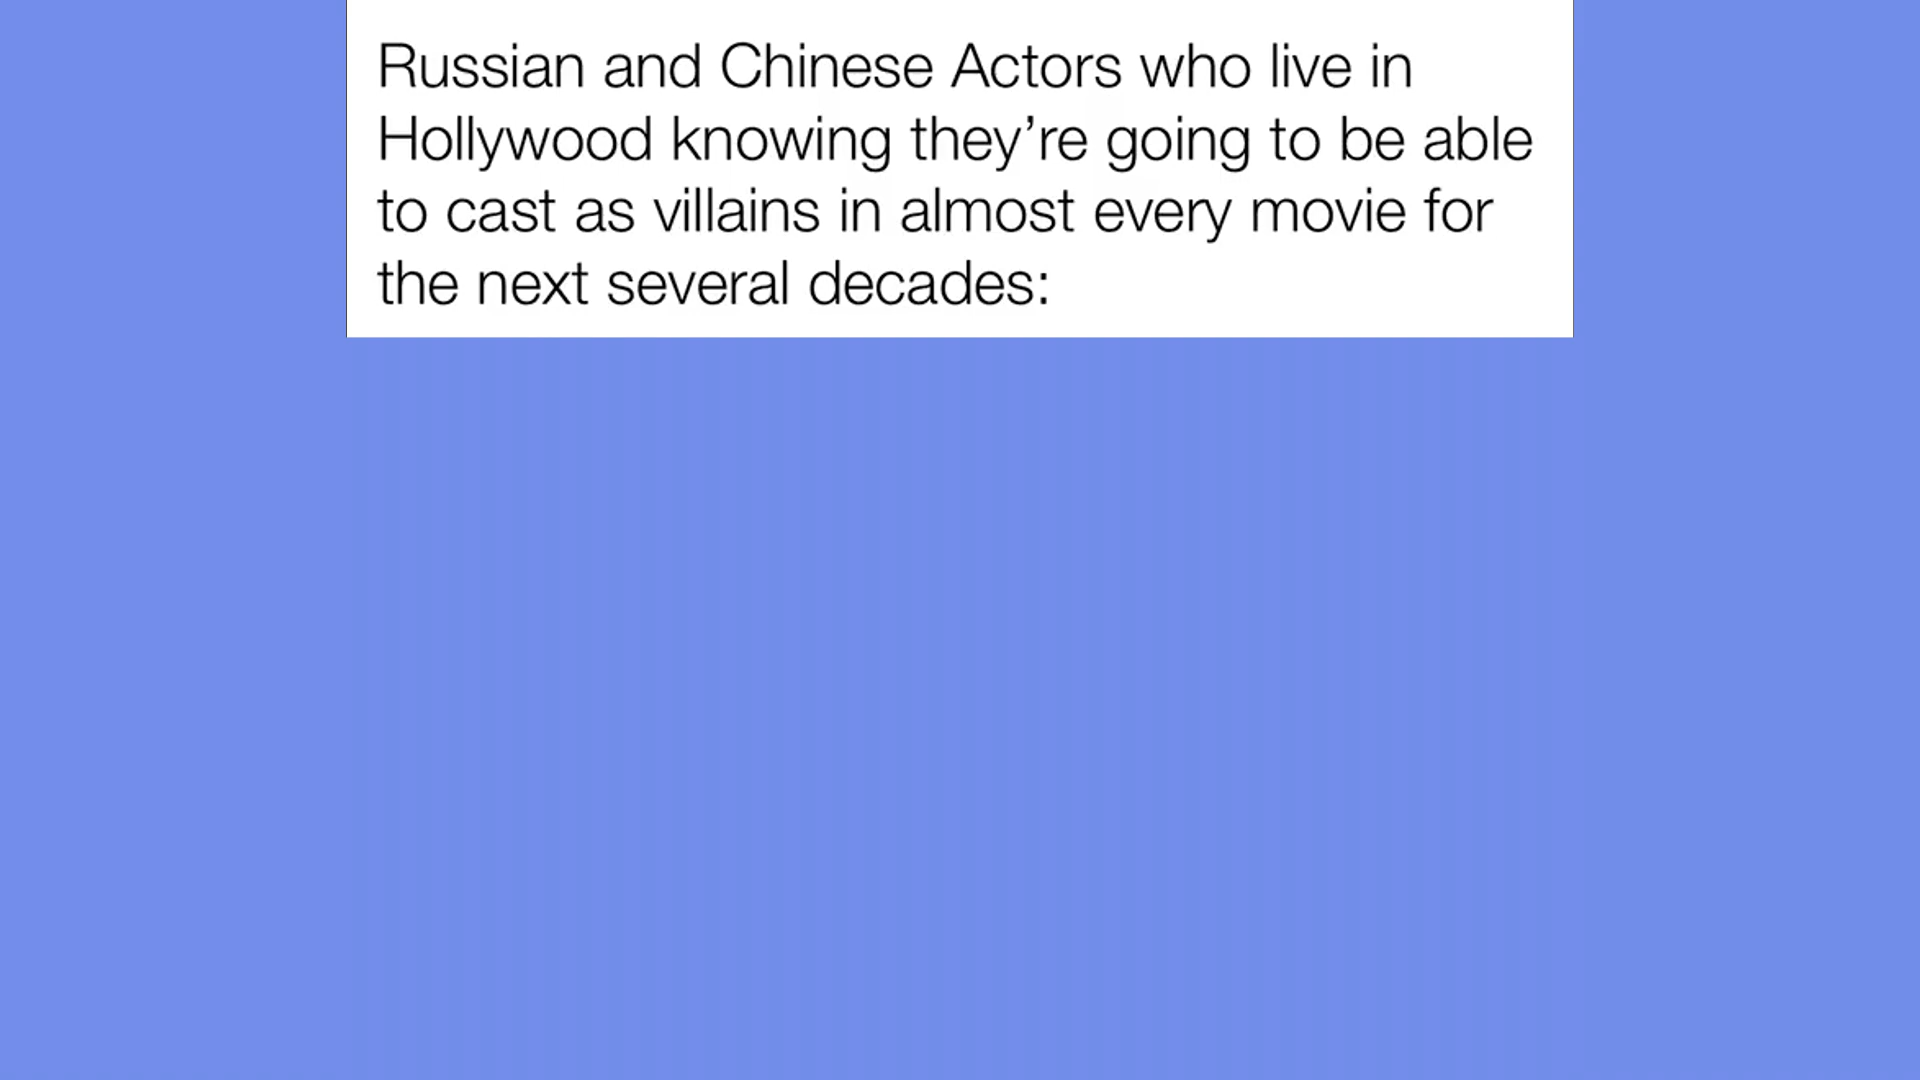 Russian and Chinese Actors who live in
Hollywood knowing they’re going to be able
to cast as villains in almost every movie for
the next several decades: